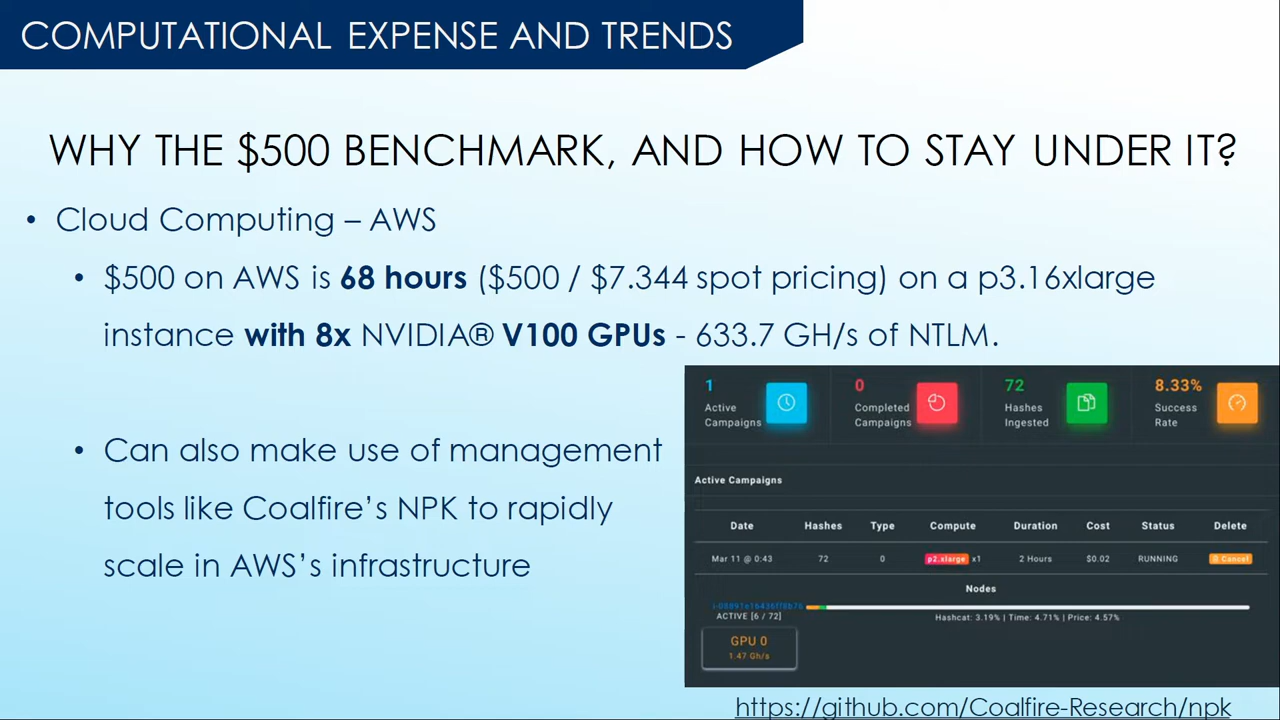 COMPUTATIONAL EXPENSE AND TRENDS
WHY THE $500 BENCHMARK, AND HOW TO STAY UNDER IT?
• Cloud Computing – AWS
• $500 on AWS is 68 hours ($500 / $7.344 spot pricing) on a p3.16xlarge
instance with 8x NVIDIA® V100 GPUs - 633.7 GH/s of NTLM.
• Can also make use of management
tools like Coalfire’s NPK to rapidly
scale in AWS’s infrastructure
1
Active
Campaigns
0
Completed
Campaigns
72
Hashes
Ingested
8.33%
Success
Rate
Active Campaigns
Date Hashes Type Compute Duration Cost Status Delete
Mar 11 @ 0:43 72 0 p2.xlarge x1 2 Hours $0.02 RUNNING Cancel
Nodes
ACTIVE [6 / 72]
Hashcat: 3.19% | Time: 4.71% | Price: 4.57%
GPU 0
1.47 Gh/s
https://github.com/Coalfire-Research/npk